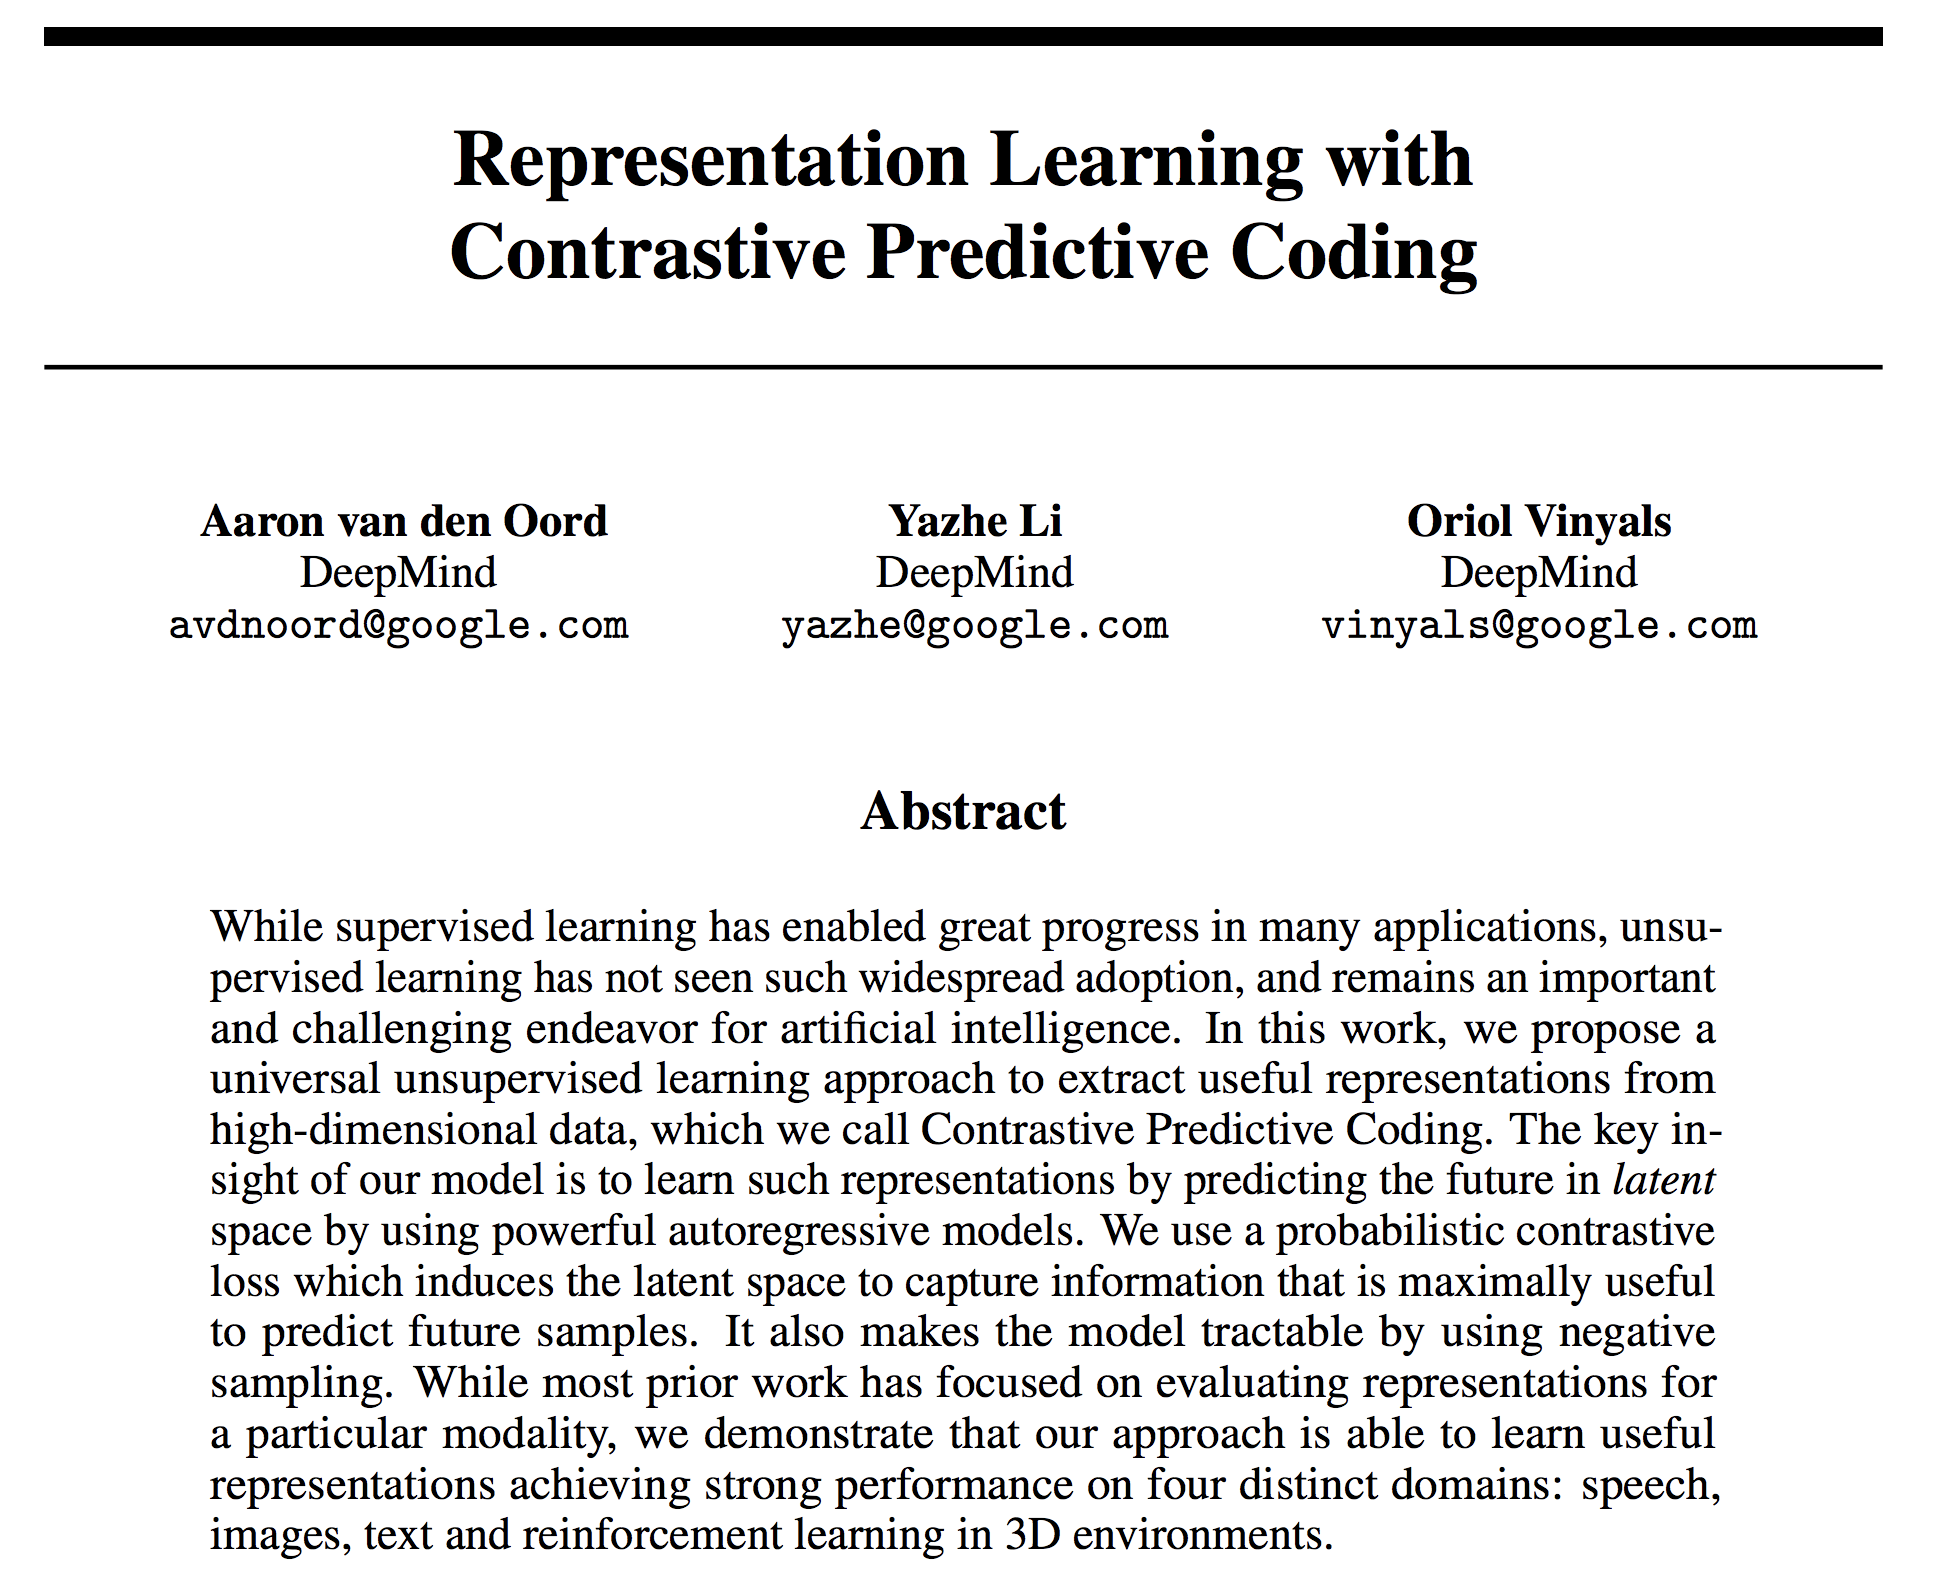 Representation Learning with
Contrastive Predictive Coding
Aaron van den Oord
DeepMind
avdnoord@google.com
Yazhe Li
DeepMind
yazhe@google.com
Oriol Vinyals
DeepMind
vinyals@google.com
Abstract
While supervised learning has enabled great progress in many applications, unsu-
pervised learning has not seen such widespread adoption, and remains an important
and challenging endeavor for artificial intelligence. In this work, we propose a
universal unsupervised learning approach to extract useful representations from
high-dimensional data, which we call Contrastive Predictive Coding. The key in-
sight of our model is to learn such representations by predicting the future in latent
space by using powerful autoregressive models. We use a probabilistic contrastive
loss which induces the latent space to capture information that is maximally useful
to predict future samples. It also makes the model tractable by using negative
sampling. While most prior work has focused on evaluating representations for
a particular modality, we demonstrate that our approach is able to learn useful
representations achieving strong performance on four distinct domains: speech,
images, text and reinforcement learning in 3D environments.